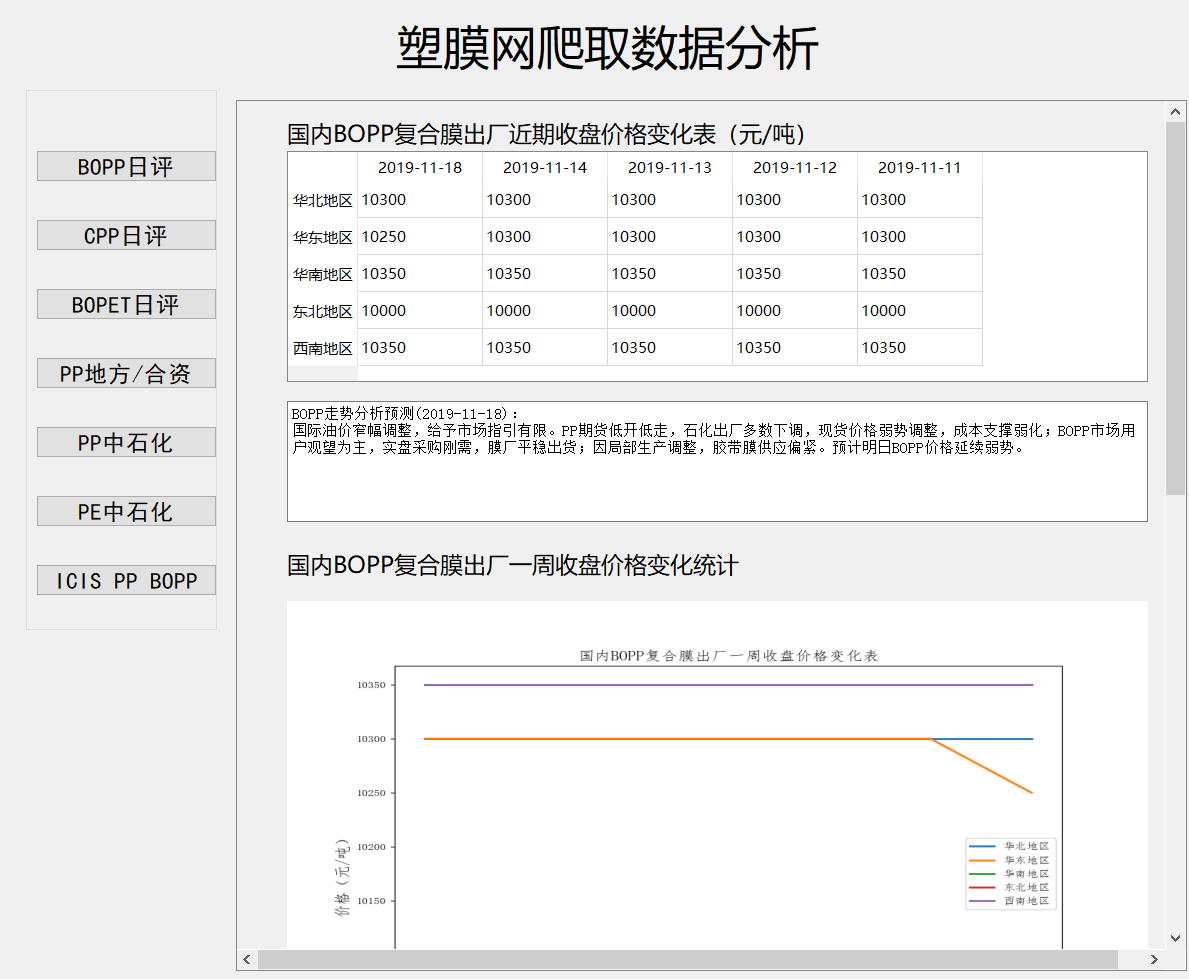 塑膜网爬取数据分析
BOPP日评
CPP日评
BOPET日评
PP地方/合资
PP中石化
PE中石化
ICIS PP BOPP
国内BOPP复合膜出厂近期收盘价格变化表（元/吨）
2019-11-18 2019-11-14 2019-11-13 2019-11-12 2019-11-11
华北地区 10300 10300 10300 10300 10300
华东地区 10250 10300 10300 10300 10300
华南地区 10350 10350 10350 10350 10350
东北地区 10000 10000 10000 10000 10000
西南地区 10350 10350 10350 10350 10350
BOPP走势分析预测(2019-11-18)：
国际油价窄幅调整，给予市场指引有限。PP期货低开低走，石化出厂多数下调，现货价格弱势调整，成本支撑弱化；BOPP市场用
户观望为主，实盘采购刚需，膜厂平稳出货；因局部生产调整，胶带膜供应偏紧。预计明日BOPP价格延续弱势。
国内BOPP复合膜出厂一周收盘价格变化统计
国内BOPP复合膜出厂一周收盘价格变化表
10350
10300
10250
10200
10150
价格（元/吨）
华北地区
华东地区
华南地区
东北地区
西南地区